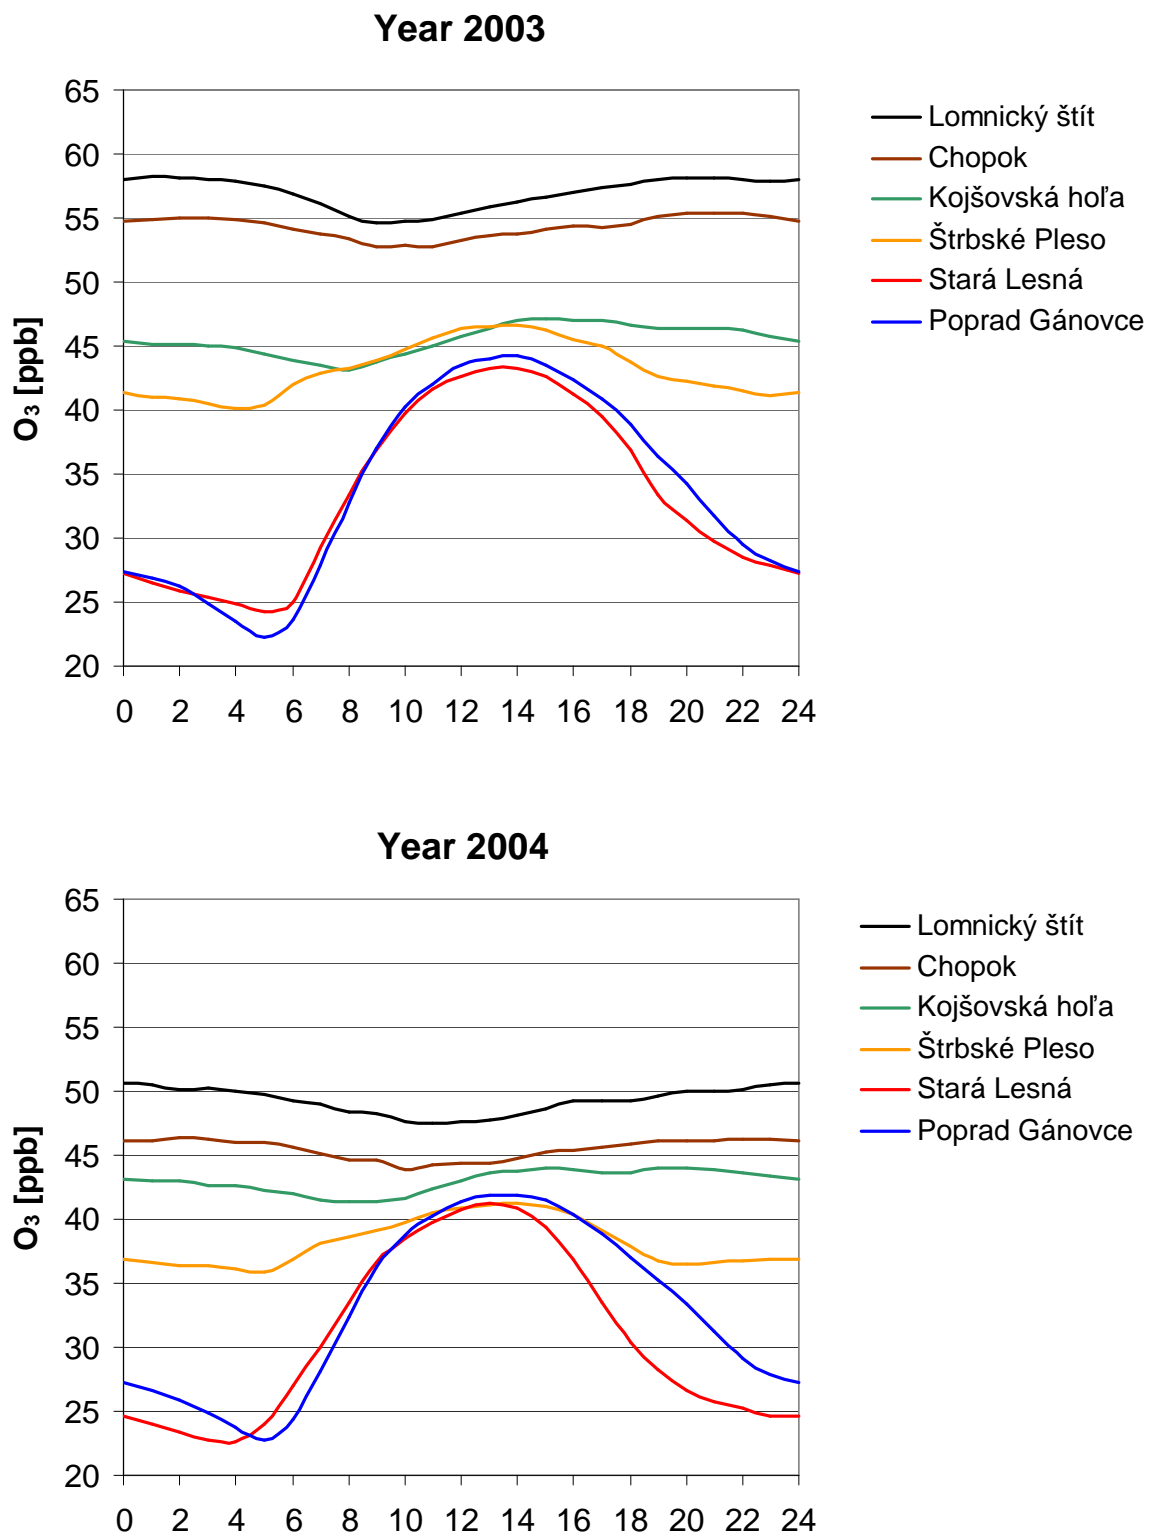 Year 2003
65
60
55
50
45
40
35
30
25
20
O₃ [ppb]
0 2 4 6 8 10 12 14 16 18 20 22 24
Lomnický štít
Chopok
Kojšovská hoľa
Štrbské Pleso
Stará Lesná
Poprad Gánovce
Year 2004
65
60
55
50
45
40
35
30
25
20
O₃ [ppb]
0 2 4 6 8 10 12 14 16 18 20 22 24
Lomnický štít
Chopok
Kojšovská hoľa
Štrbské Pleso
Stará Lesná
Poprad Gánovce